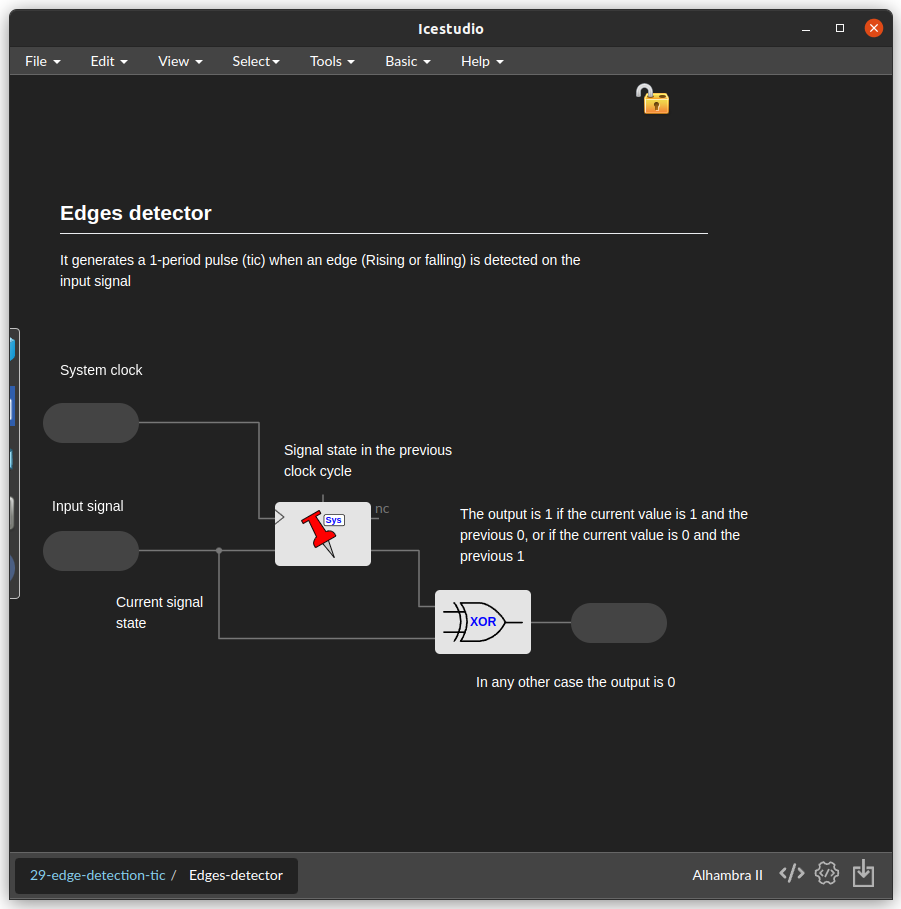 Icestudio
File Edit View Select Tools Basic Help
Edges detector
It generates a 1-period pulse (tic) when an edge (Rising or falling) is detected on the
input signal
System clock
Signal state in the previous
clock cycle
Input signal
nc
Sys
The output is 1 if the current value is 1 and the
previous 0, or if the current value is 0 and the
previous 1
Current signal
state
XOR
In any other case the output is 0
29-edge-detection-tic / Edges-detector
Alhambra II